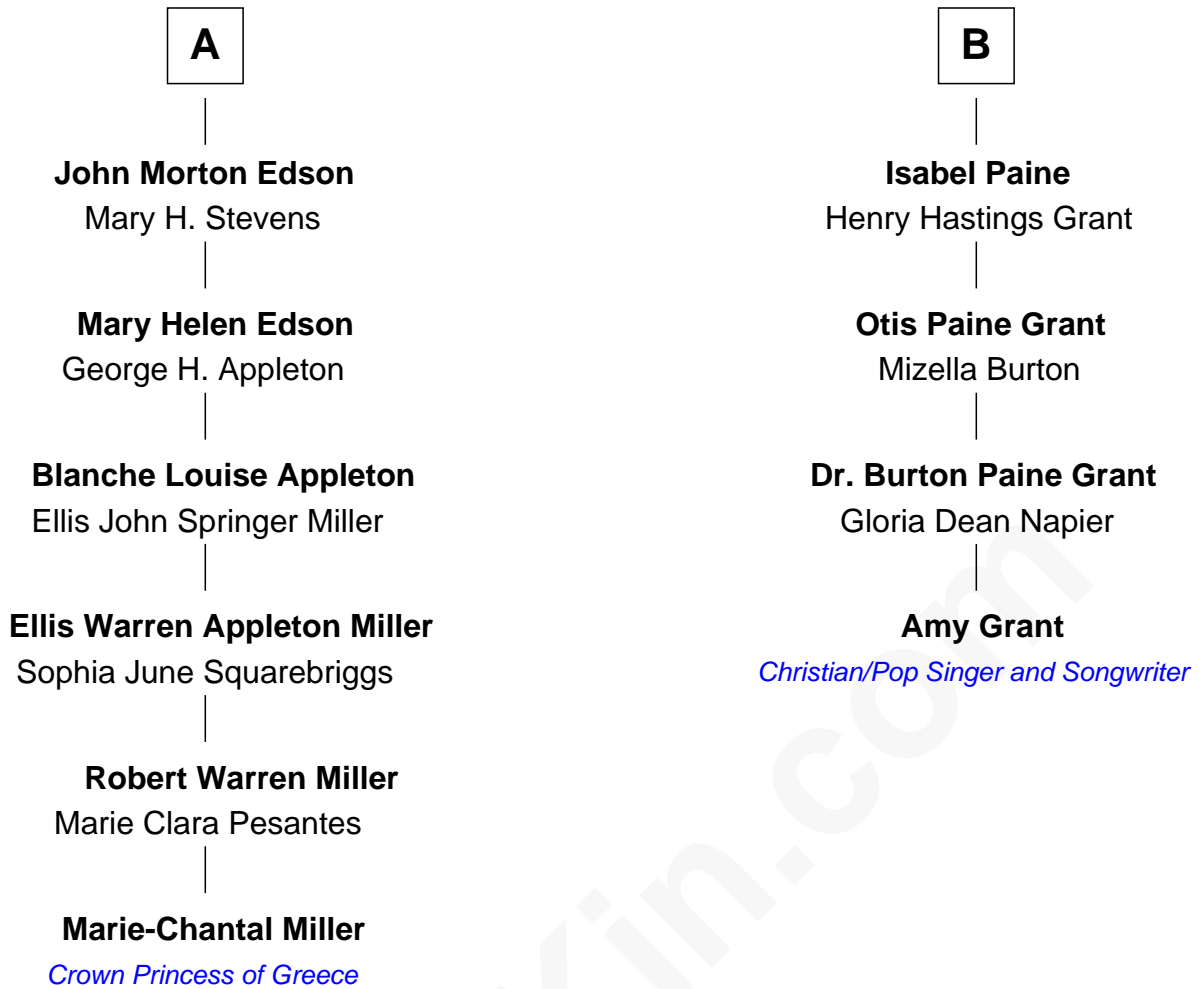 A
John Morton Edson
Mary H. Stevens
Mary Helen Edson
George H. Appleton
Blanche Louise Appleton
Ellis John Springer Miller
Ellis Warren Appleton Miller
Sophia June Squarebriggs
Robert Warren Miller
Marie Clara Pesantes
Marie-Chantal Miller
Crown Princess of Greece
B
Isabel Paine
Henry Hastings Grant
Otis Paine Grant
Mizella Burton
Dr. Burton Paine Grant
Gloria Dean Napier
Amy Grant
Christian/Pop Singer and Songwriter
Kin.com